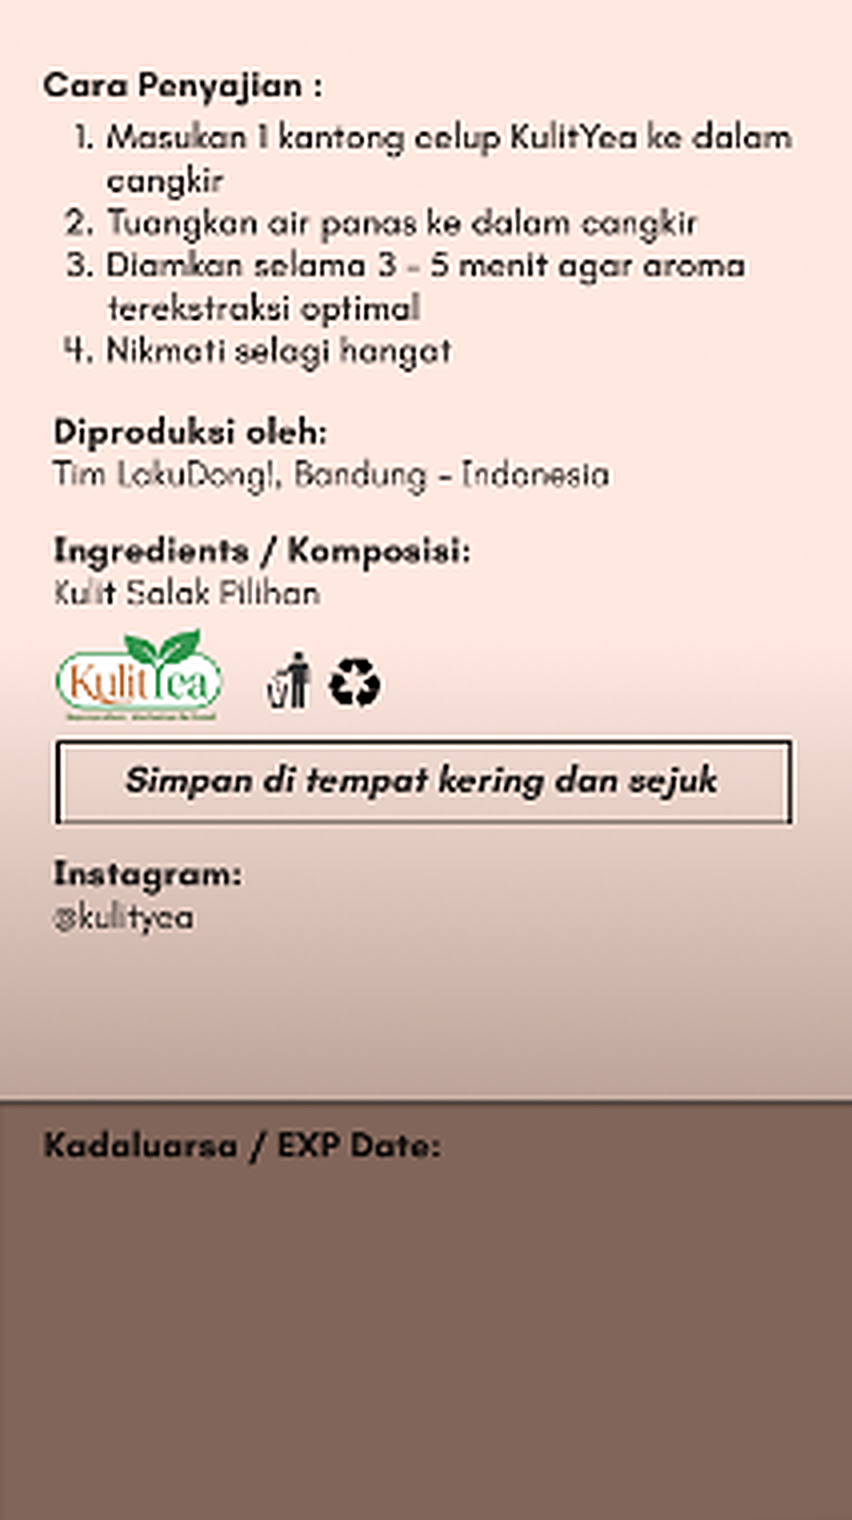 Cara Penyajian :
1. Masukan 1 kantong celup KulitYea ke dalam
cangkir
2. Tuangkan air panas ke dalam cangkir
3. Diamkan selama 3 - 5 menit agar aroma
terekstraksi optimal
4. Nikmati selagi hangat
Diproduksi oleh:
Tim LakuDong!, Bandung - Indonesia
Ingredients / Komposisi:
Kulit Salak Pilihan
KulitYea
Simpan di tempat kering dan sejuk
Instagram:
@kulityea
Kadaluarsa / EXP Date: